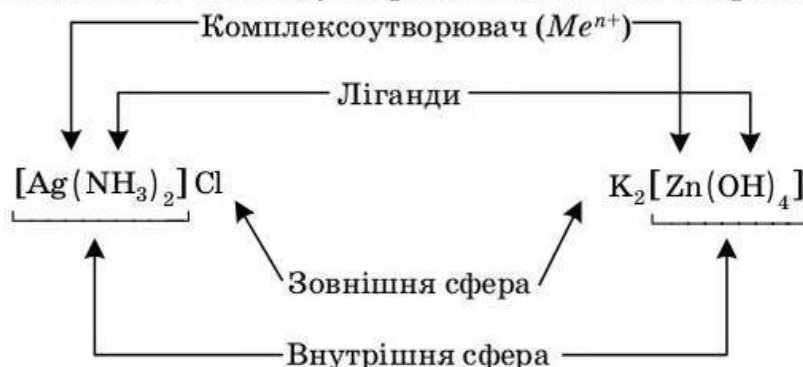 Комплексоутворювач (Meⁿ⁺)
Ліганди
[Ag(NH₃)₂]Cl K₂[Zn(OH)₄]
Зовнішня сфера
Внутрішня сфера